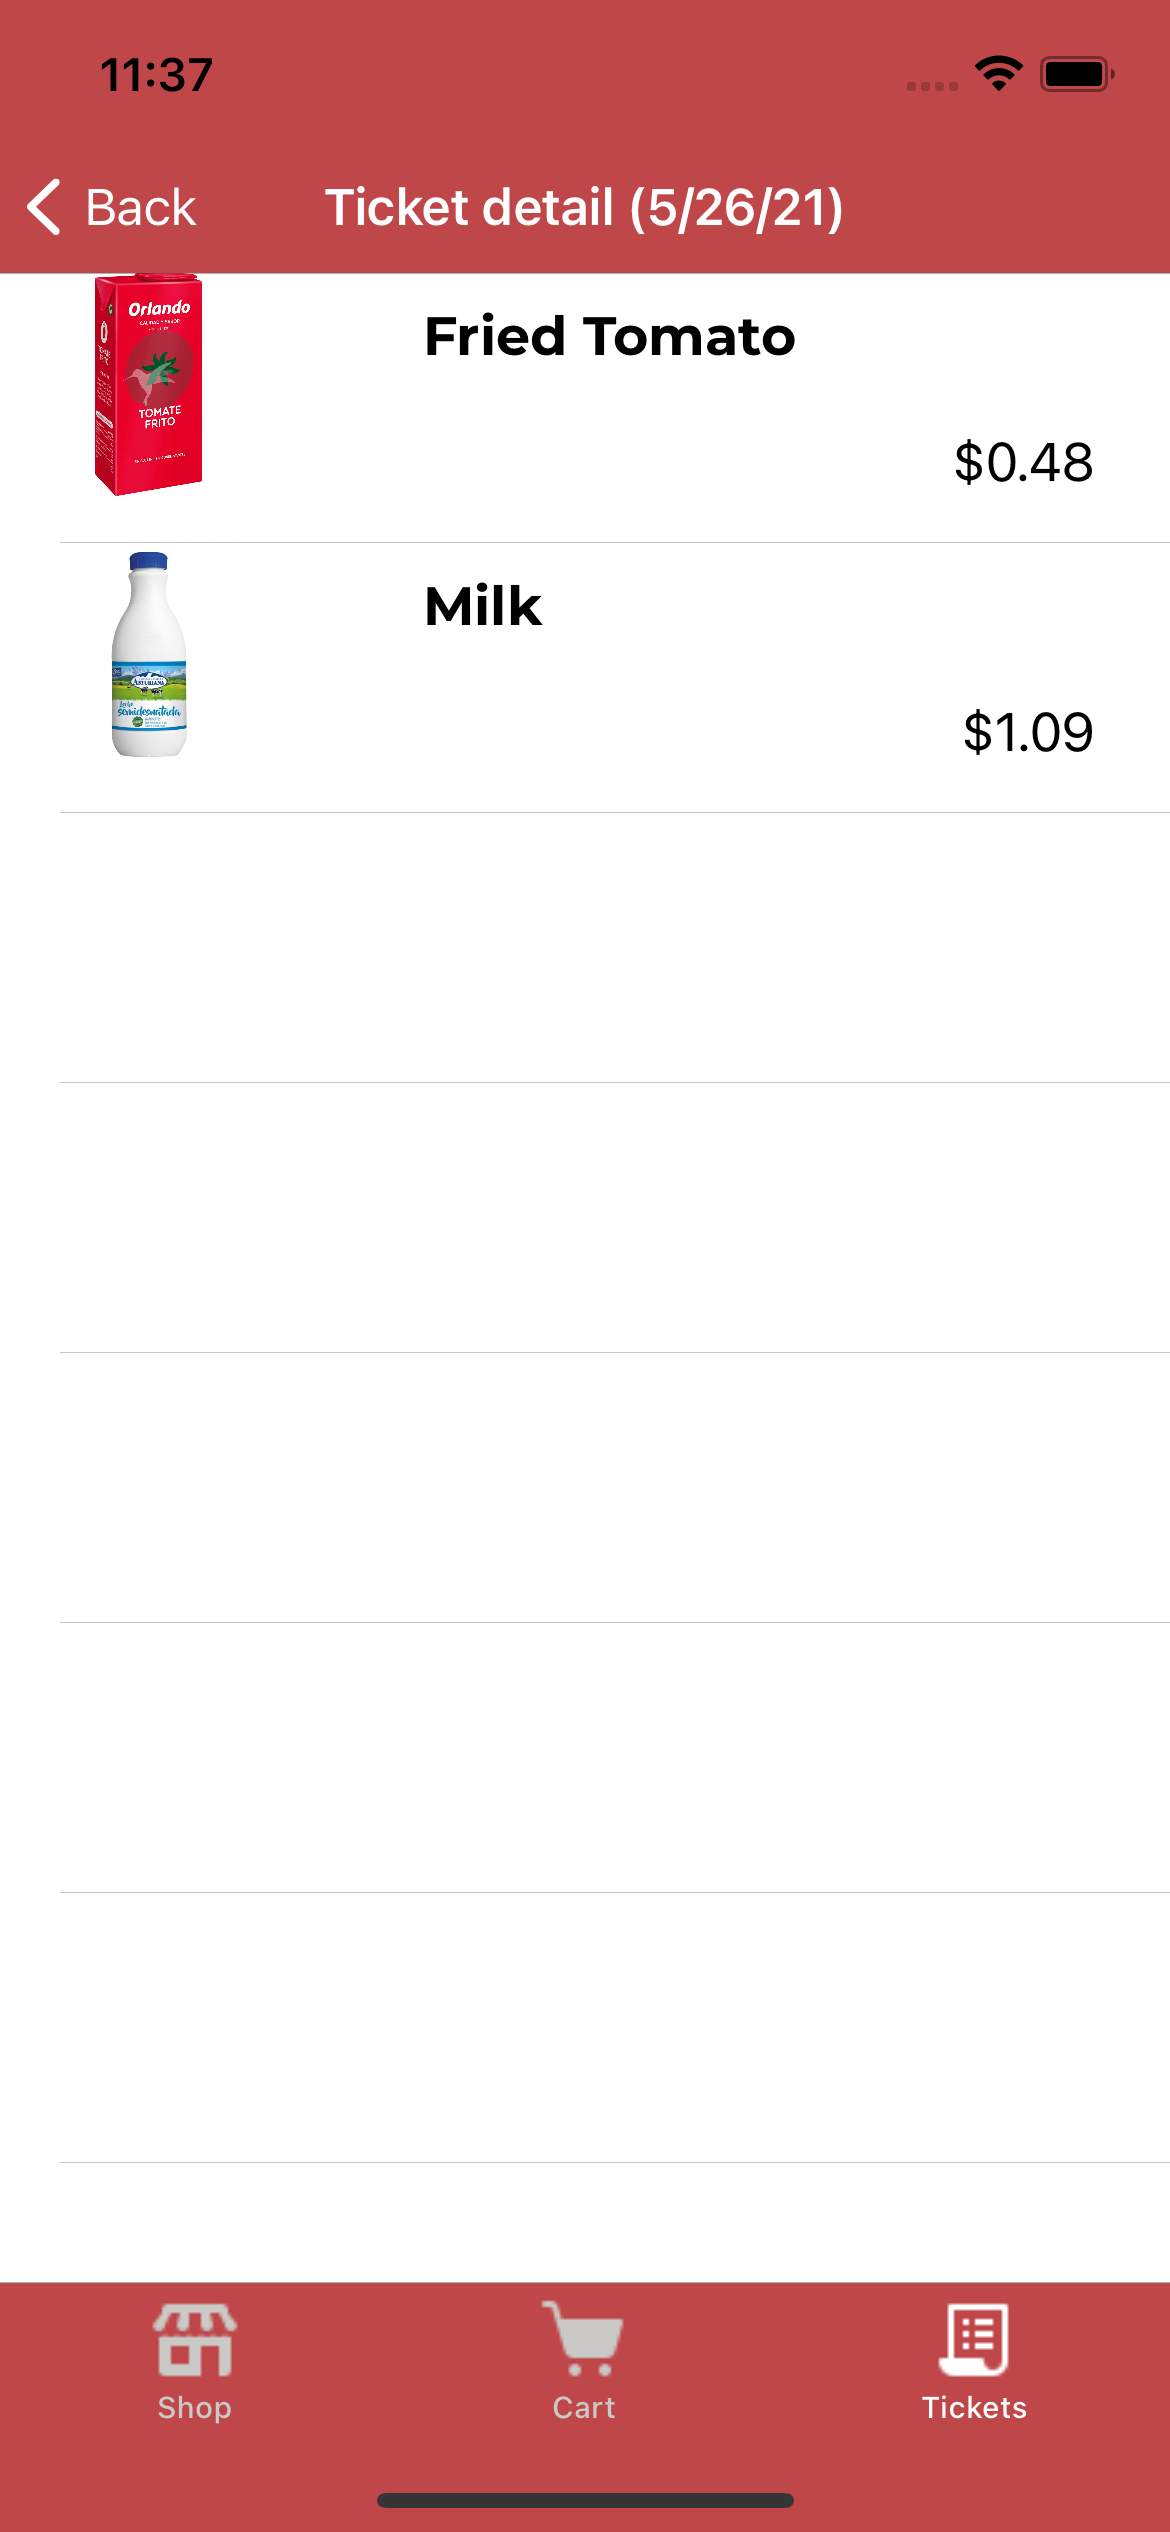 11:37
Back
Ticket detail (5/26/21)
Orlando
TOMATE
FRITO
Fried Tomato
$0.48
ASTURIANA
Leche
semidesnatada
Milk
$1.09
Shop
Cart
Tickets